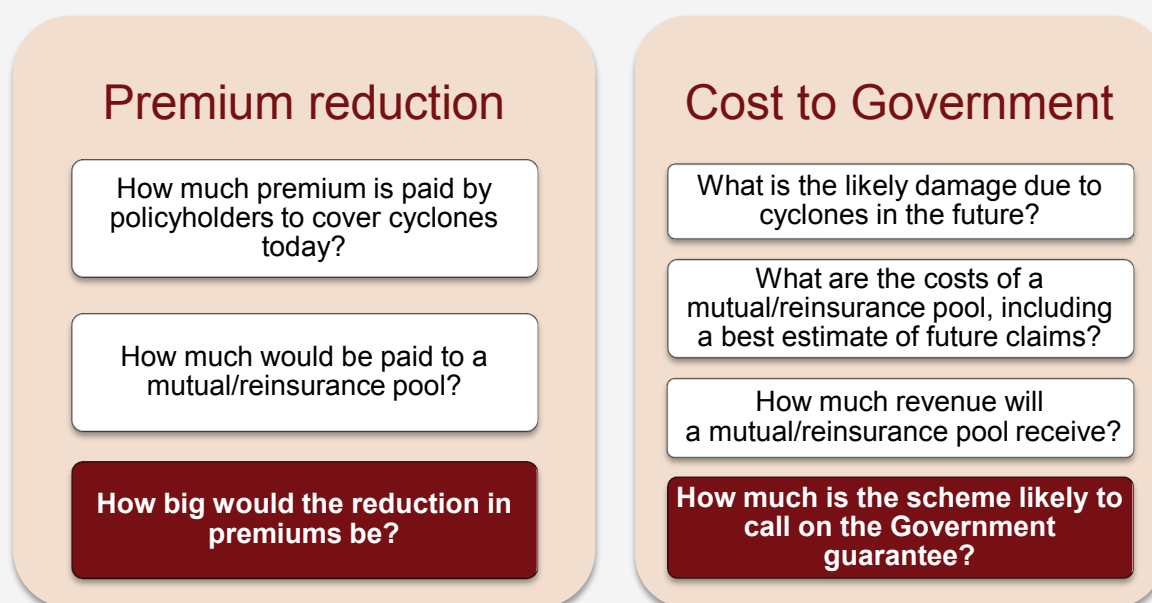 Premium reduction
How much premium is paid by
policyholders to cover cyclones
today?
How much would be paid to a
mutual/reinsurance pool?
How big would the reduction in
premiums be?
Cost to Government
What is the likely damage due to
cyclones in the future?
What are the costs of a
mutual/reinsurance pool, including
a best estimate of future claims?
How much revenue will
a mutual/reinsurance pool receive?
How much is the scheme likely to
call on the Government
guarantee?